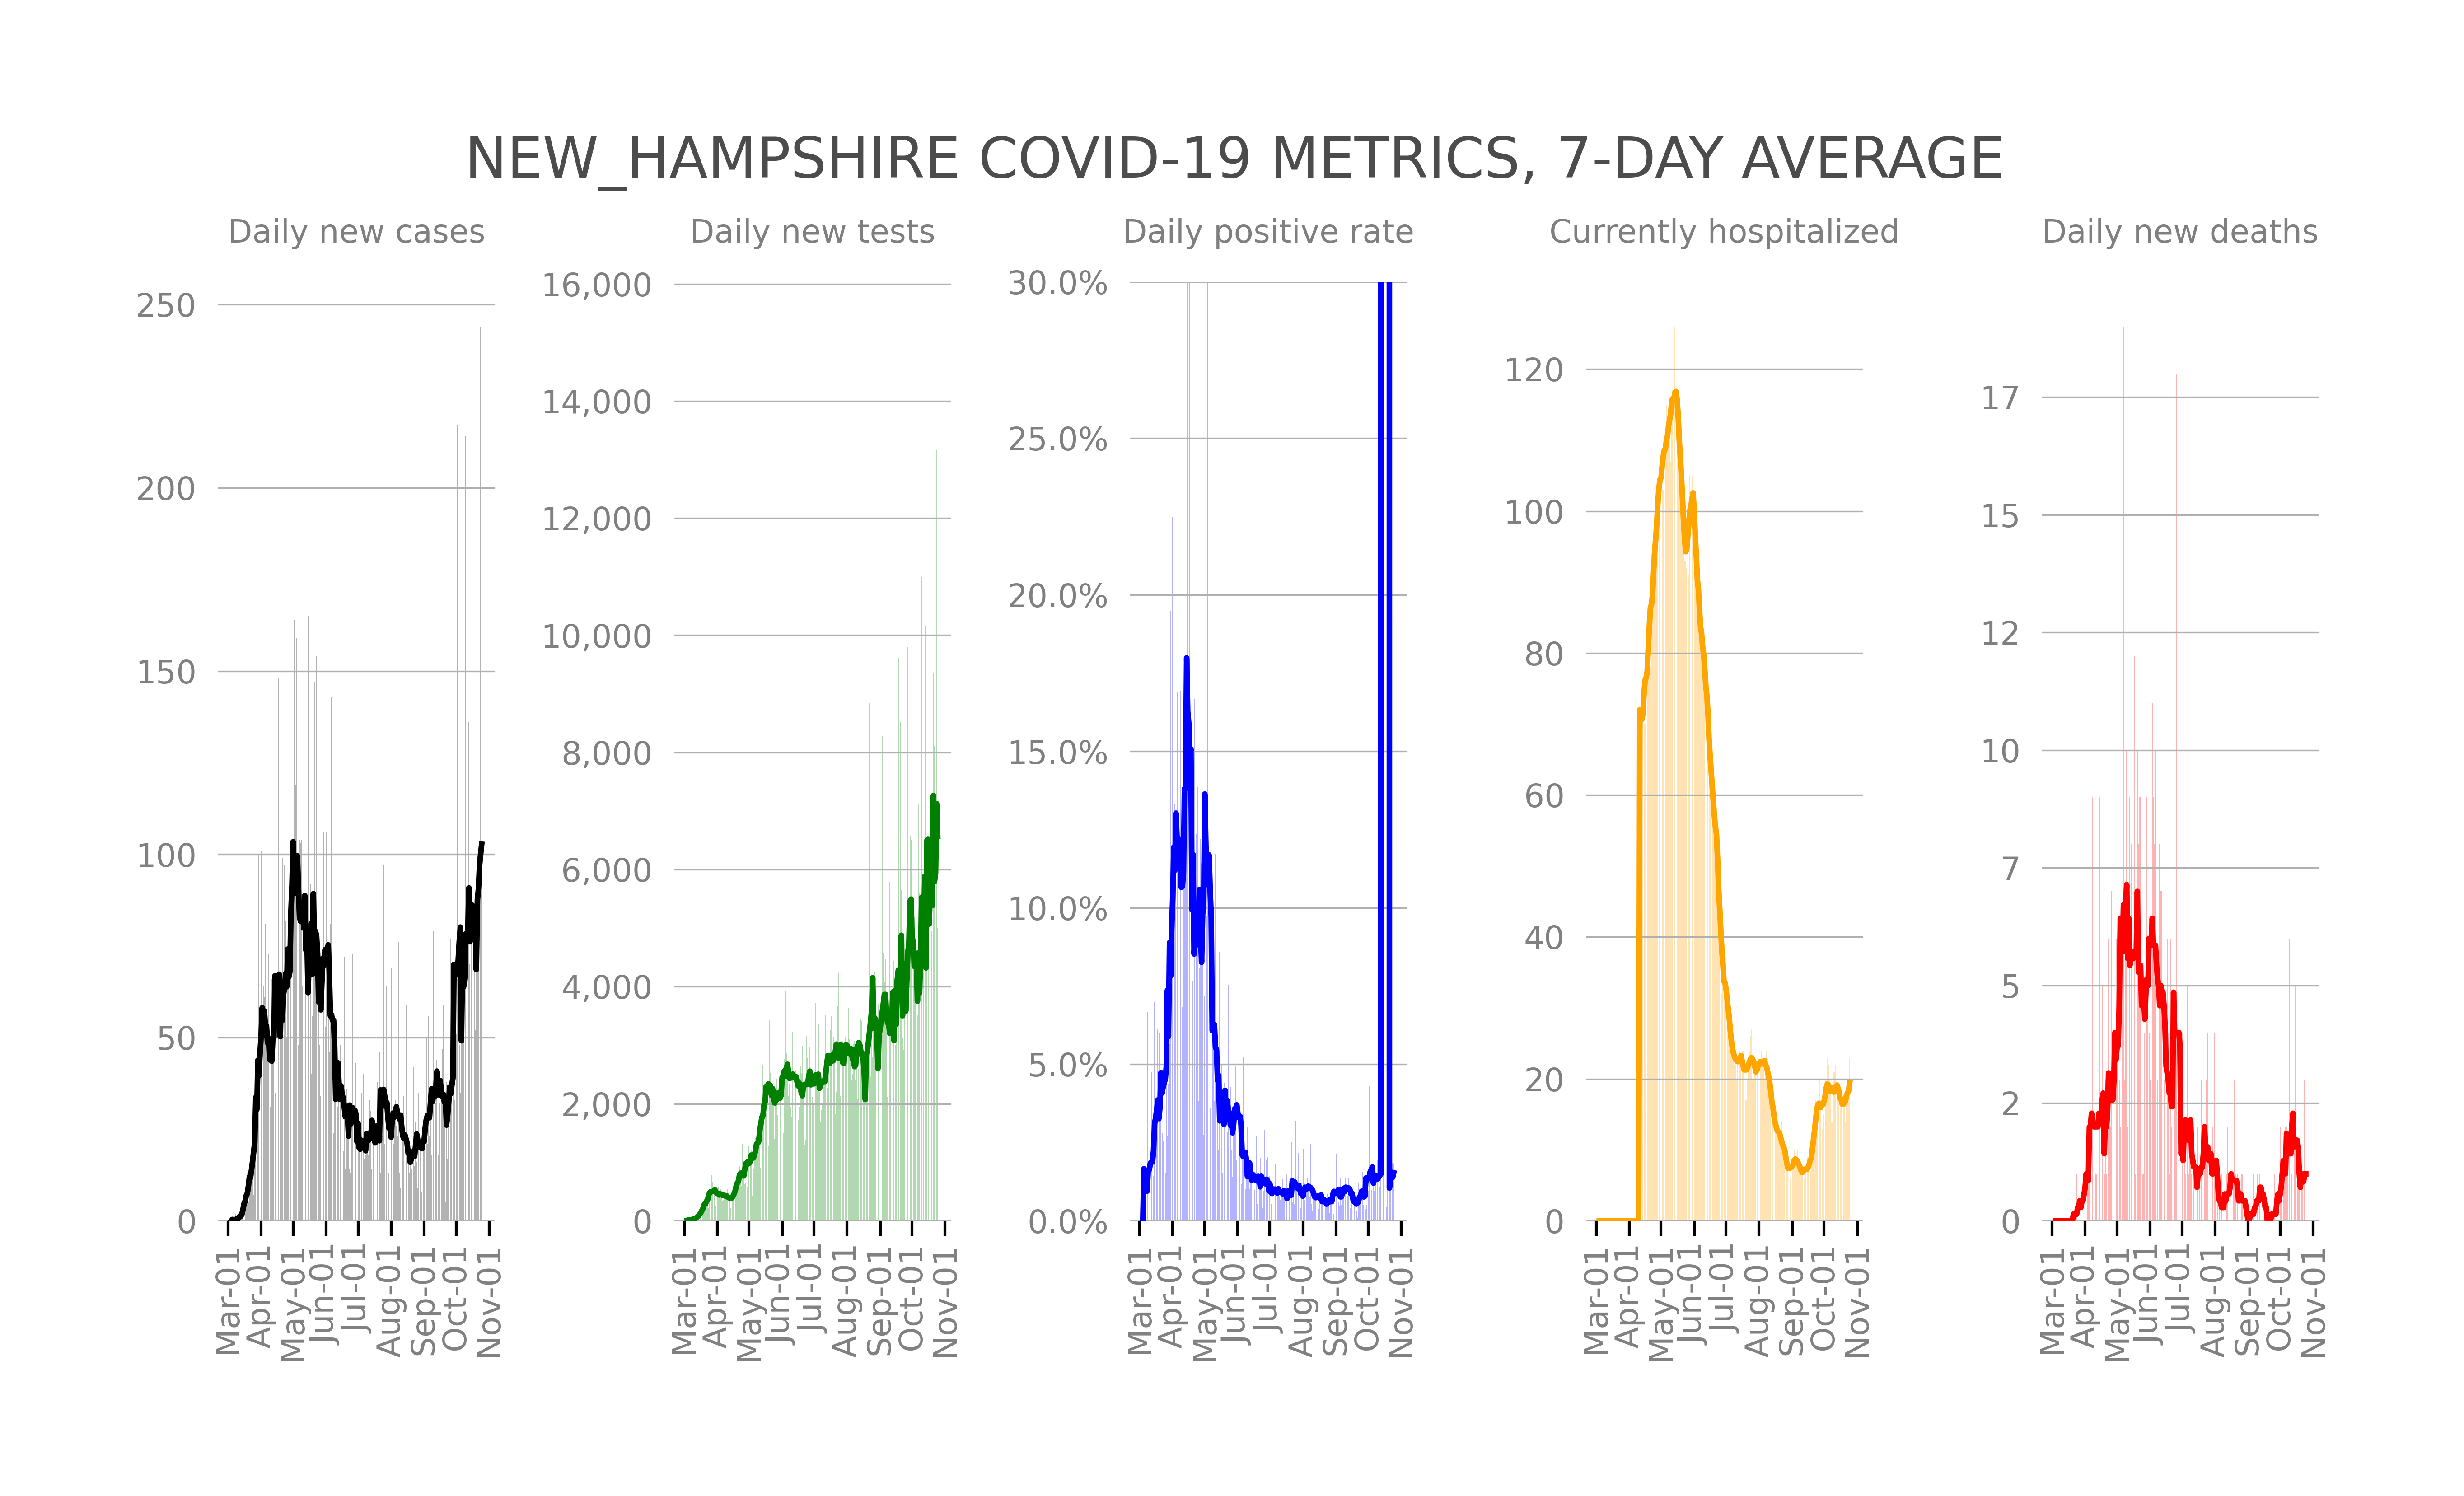 NEW_HAMPSHIRE COVID-19 METRICS, 7-DAY AVERAGE
Daily new cases
250
200
150
100
50
0
Mar-01
Apr-01
May-01
Jun-01
Jul-01
Aug-01
Sep-01
Oct-01
Nov-01
Daily new tests
16,000
14,000
12,000
10,000
8,000
6,000
4,000
2,000
0
Mar-01
Apr-01
May-01
Jun-01
Jul-01
Aug-01
Sep-01
Oct-01
Nov-01
Daily positive rate
30.0%
25.0%
20.0%
15.0%
10.0%
5.0%
0.0%
Mar-01
Apr-01
May-01
Jun-01
Jul-01
Aug-01
Sep-01
Oct-01
Nov-01
Currently hospitalized
120
100
80
60
40
20
0
Mar-01
Apr-01
May-01
Jun-01
Jul-01
Aug-01
Sep-01
Oct-01
Nov-01
Daily new deaths
17
15
12
10
7
5
2
0
Mar-01
Apr-01
May-01
Jun-01
Jul-01
Aug-01
Sep-01
Oct-01
Nov-01